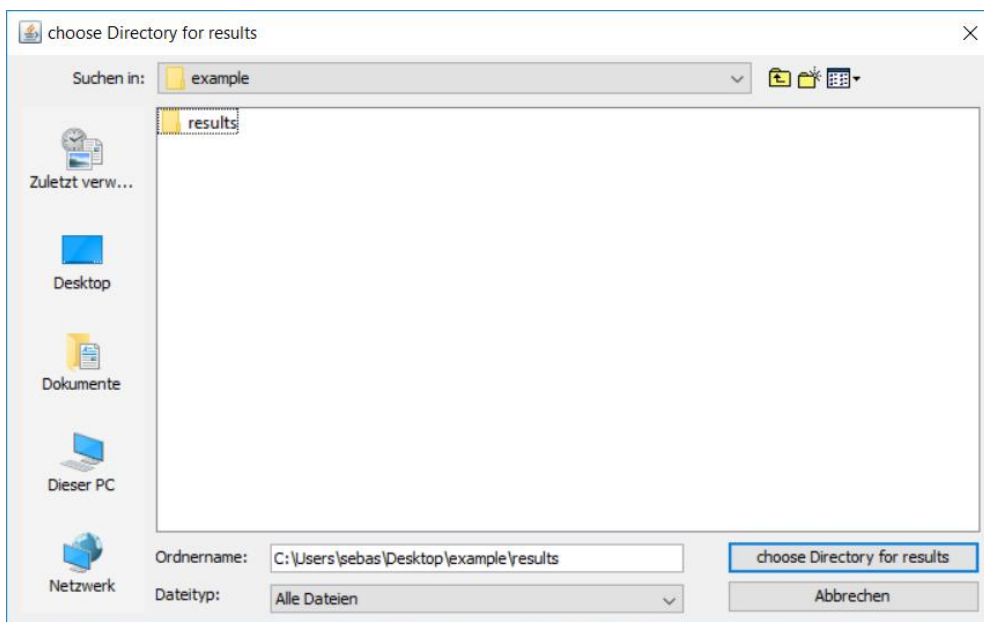 choose Directory for results
Suchen in: example
results
Zuletzt verw...
Desktop
Dokumente
Dieser PC
Netzwerk
Ordnername: C:\Users\sebas\Desktop\example\results choose Directory for results
Dateityp: Alle Dateien Abbrechen